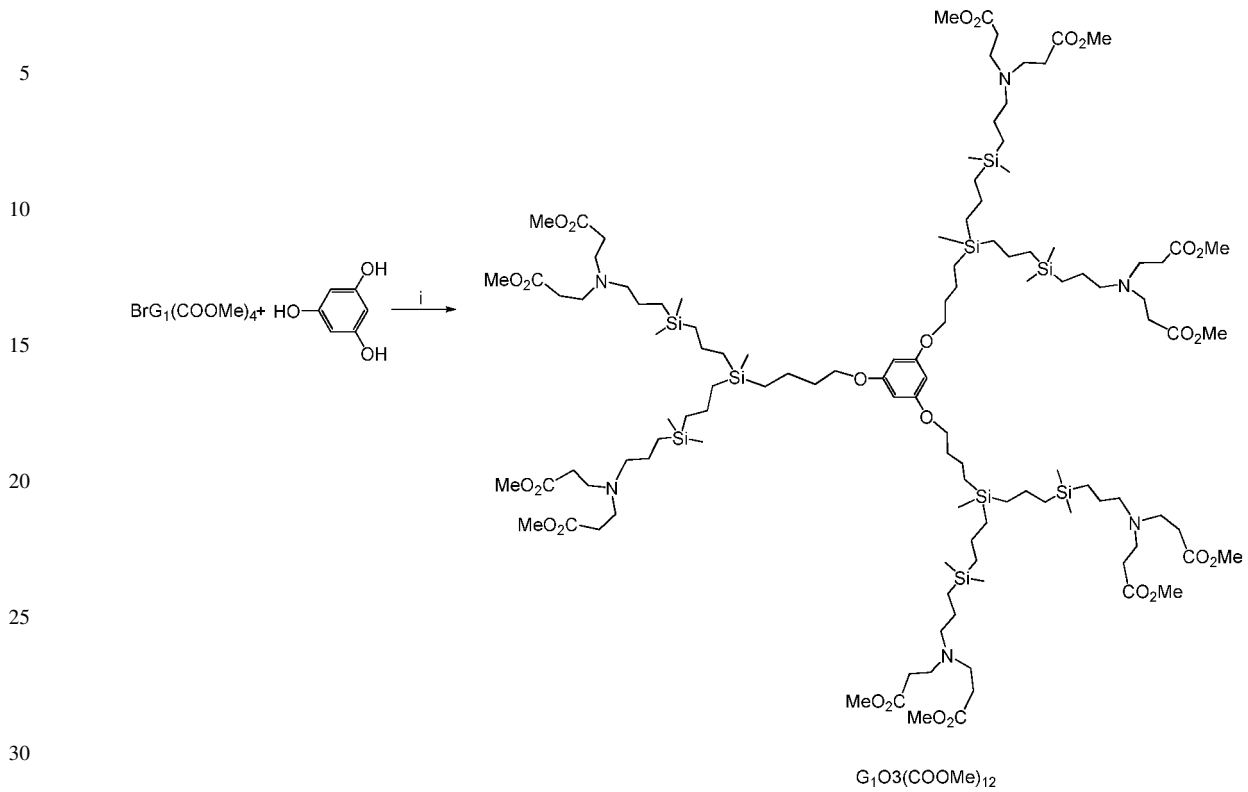 5
10
15
20
25
30
BrG1(COOMe)4+
HO
OH
OH
i
MeO2C
CO2Me
N
Si
Si
Si
N
CO2Me
CO2Me
MeO2C
MeO2C
N
Si
Si
O
O
O
Si
N
MeO2C
MeO2C
Si
Si
N
CO2Me
CO2Me
Si
N
MeO2C
MeO2C
G1O3(COOMe)12